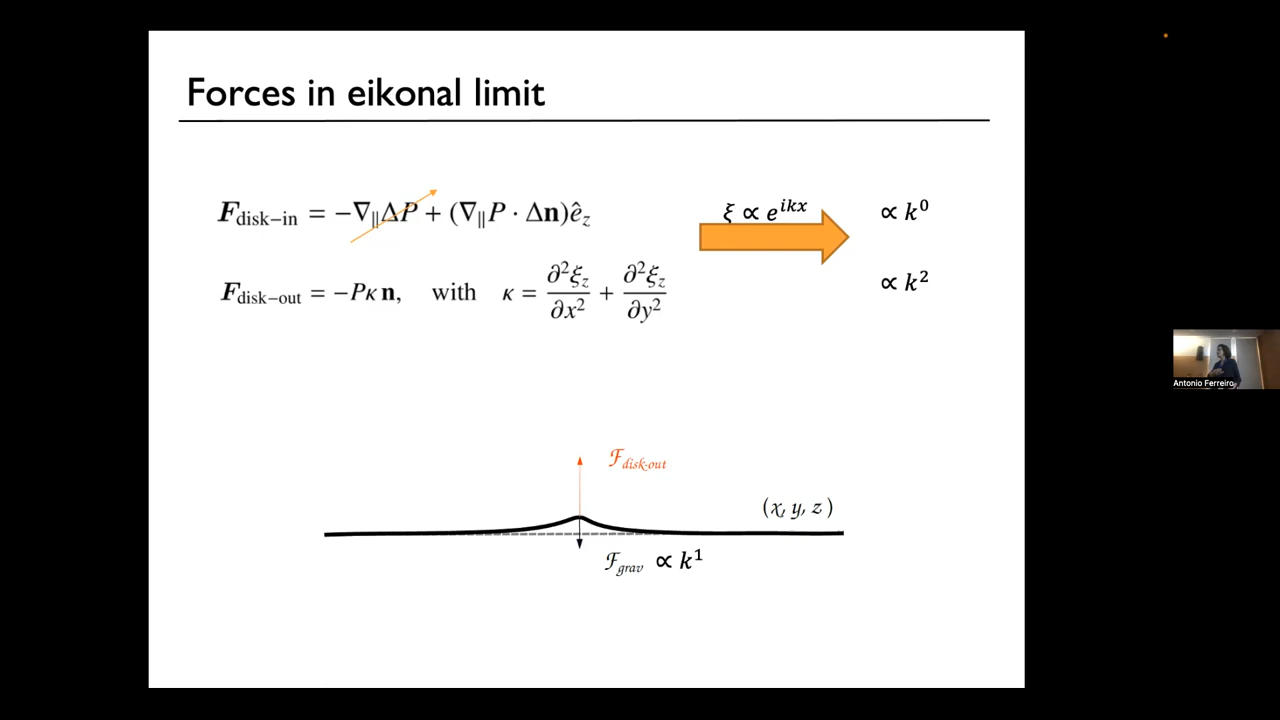 Forces in eikonal limit
F_disk−in = −∇_∥ΔP + (∇_∥P · Δn)ê_z
ξ ∝ e^{ikx}
∝ k^0
F_disk−out = −Pκ n, with κ = ∂²ξ_z/∂x² + ∂²ξ_z/∂y²
∝ k^2
Antonio Ferreiro
F_disk-out
(x, y, z)
F_grav ∝ k^1